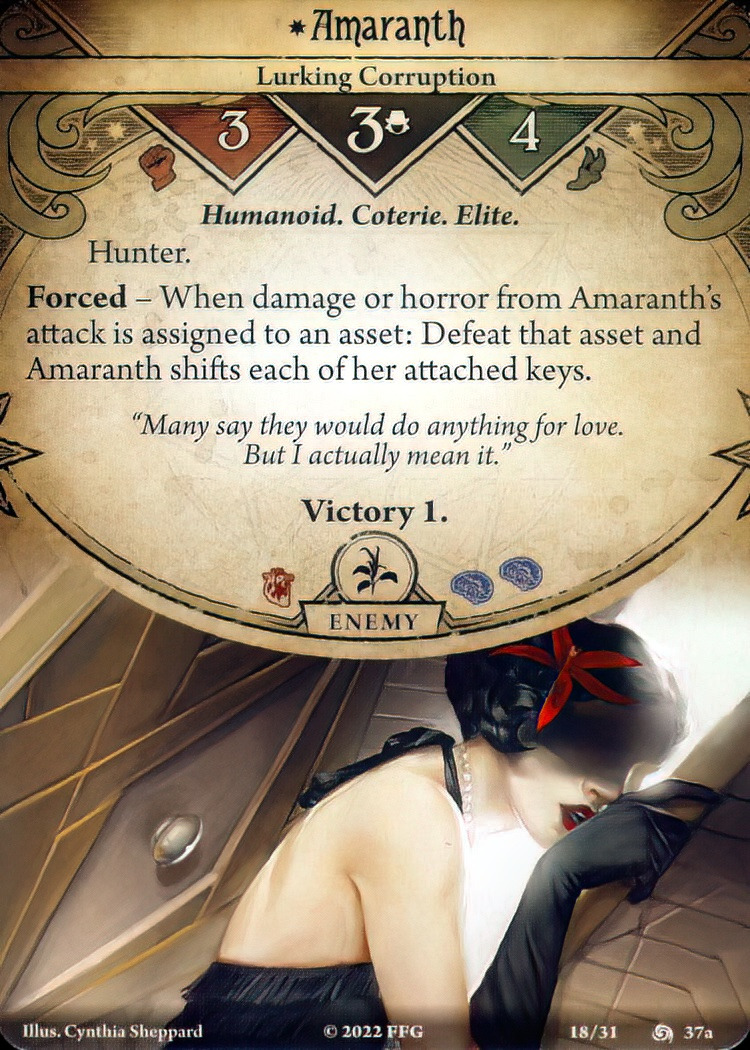 Amaranth
Lurking Corruption
3 3 4
Humanoid. Coterie. Elite.
Hunter.
Forced – When damage or horror from Amaranth's
attack is assigned to an asset: Defeat that asset and
Amaranth shifts each of her attached keys.
“Many say they would do anything for love.
But I actually mean it.”
Victory 1.
ENEMY
Illus. Cynthia Sheppard © 2022 FFG 18/31 37a